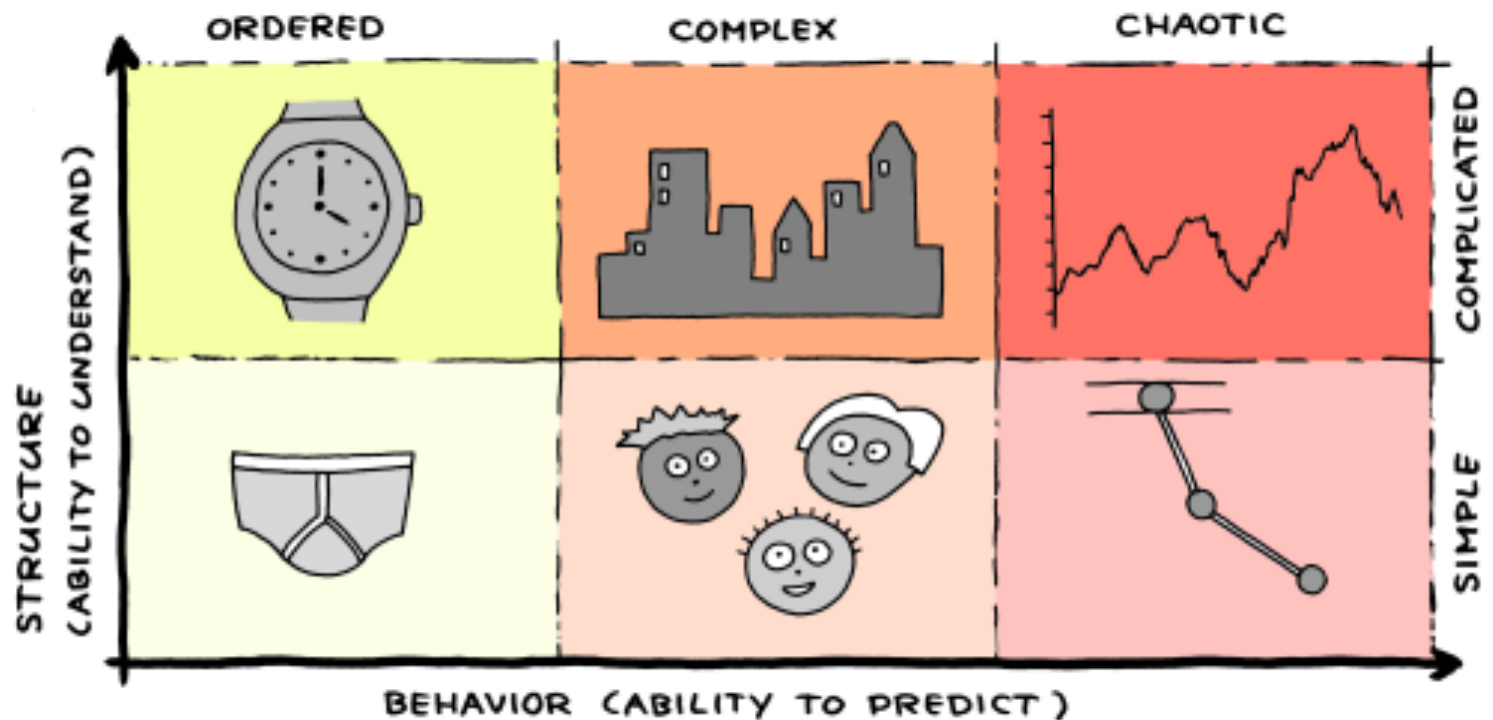 ORDERED
COMPLEX
CHAOTIC
COMPLICATED
SIMPLE
STRUCTURE
(ABILITY TO UNDERSTAND)
BEHAVIOR (ABILITY TO PREDICT)